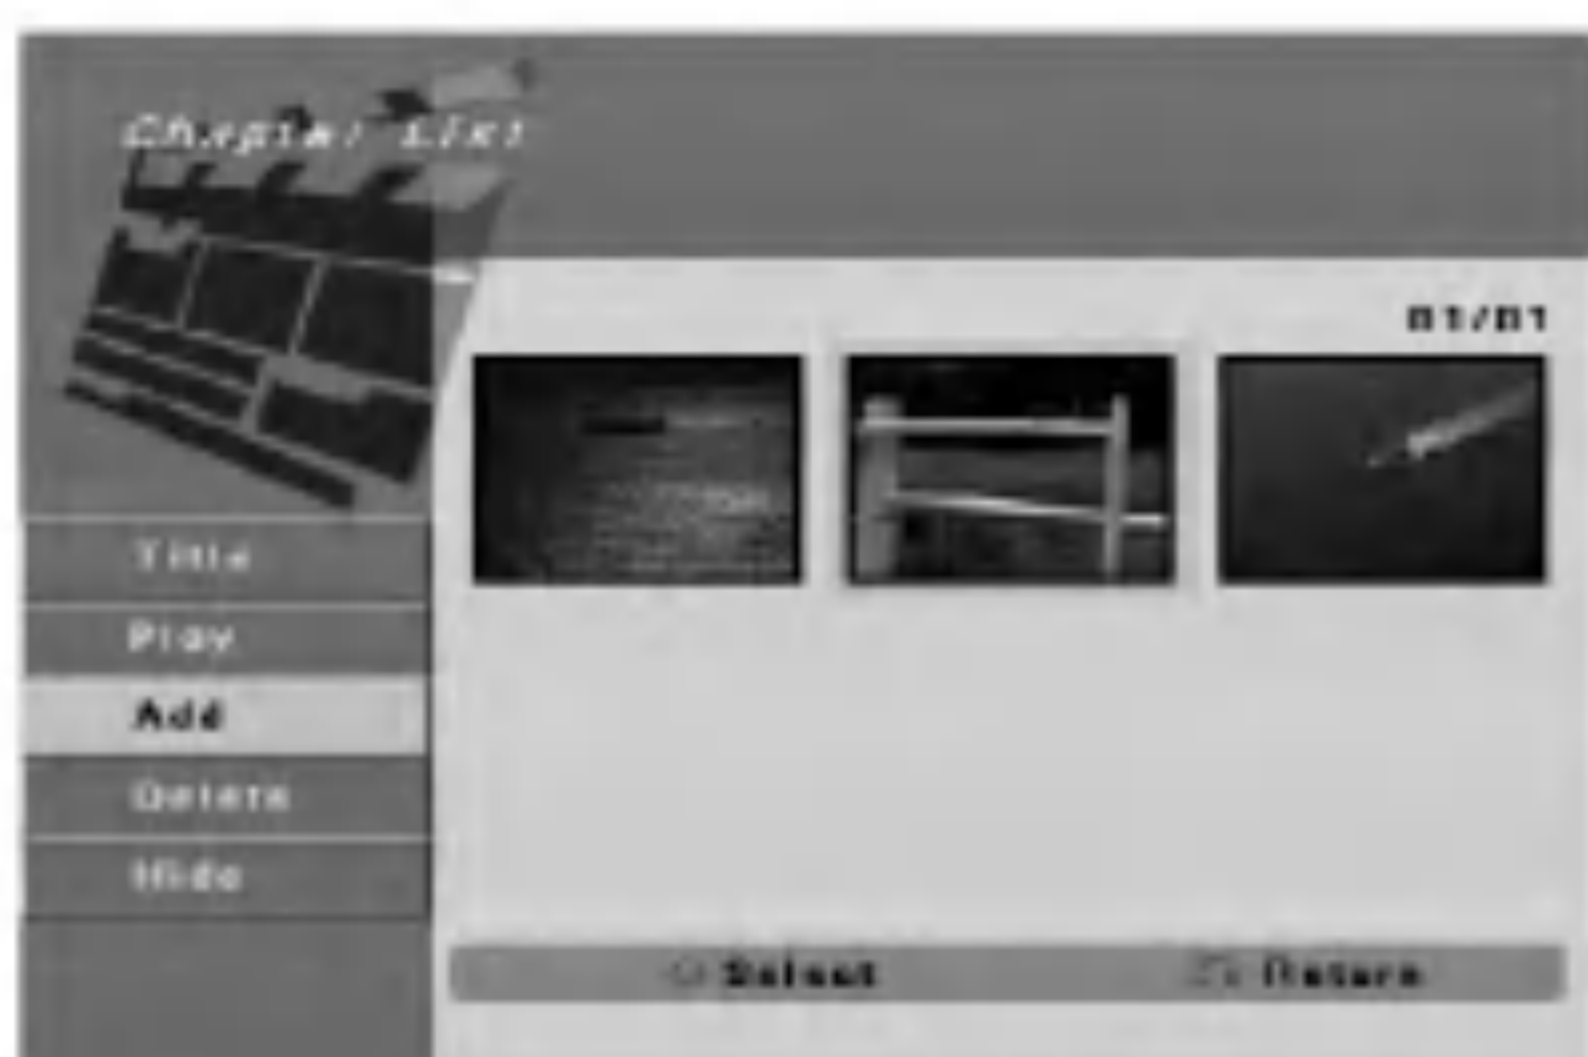 Chapter List
01/01
Title
Play
Add
Delete
Hide
Select
Return